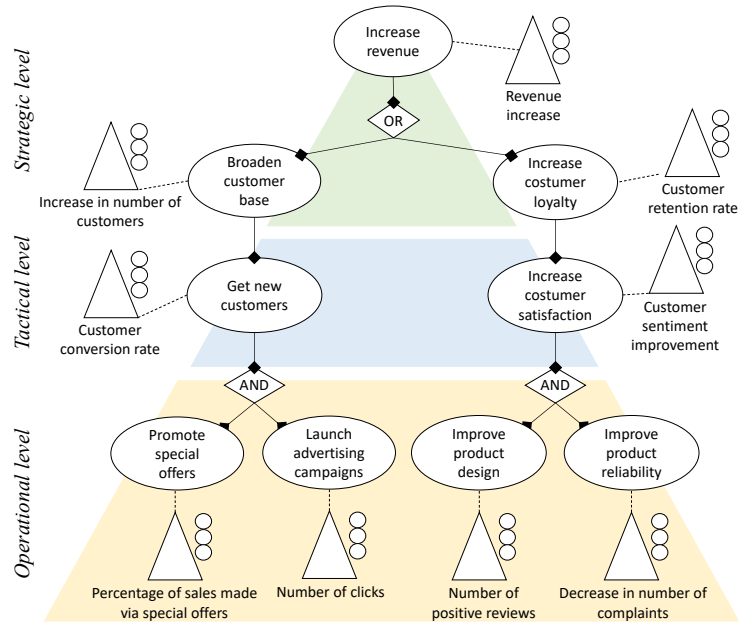 Strategic level
Increase
revenue
Revenue
increase
OR
Broaden
customer
base
Increase in number of
customers
Increase
costumer
loyalty
Customer
retention rate
Tactical level
Get new
customers
Customer
conversion rate
Increase
costumer
satisfaction
Customer
sentiment
improvement
AND
AND
Operational level
Promote
special
offers
Launch
advertising
campaigns
Improve
product
design
Improve
product
reliability
Percentage of sales made
via special offers
Number of clicks
Number of
positive reviews
Decrease in number of
complaints